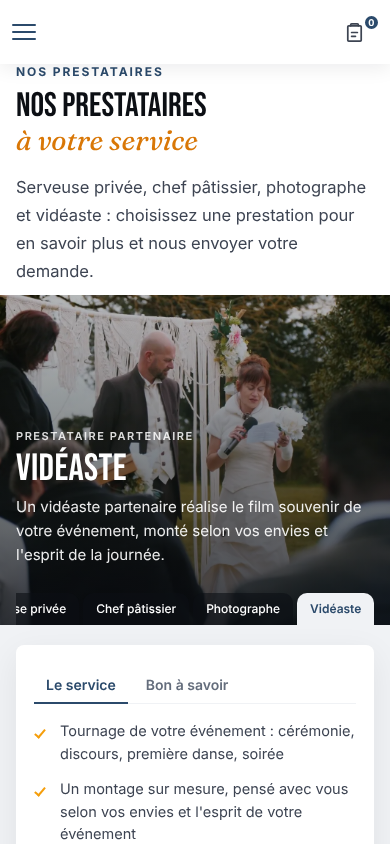 0
NOS PRESTATAIRES
NOS PRESTATAIRES
à votre service
Serveuse privée, chef pâtissier, photographe
et vidéaste : choisissez une prestation pour
en savoir plus et nous envoyer votre
demande.
PRESTATAIRE PARTENAIRE
VIDÉASTE
Un vidéaste partenaire réalise le film souvenir de
votre événement, monté selon vos envies et
l'esprit de la journée.
se privée Chef pâtissier Photographe Vidéaste
Le service Bon à savoir
Tournage de votre événement : cérémonie,
discours, première danse, soirée
Un montage sur mesure, pensé avec vous
selon vos envies et l'esprit de votre
événement